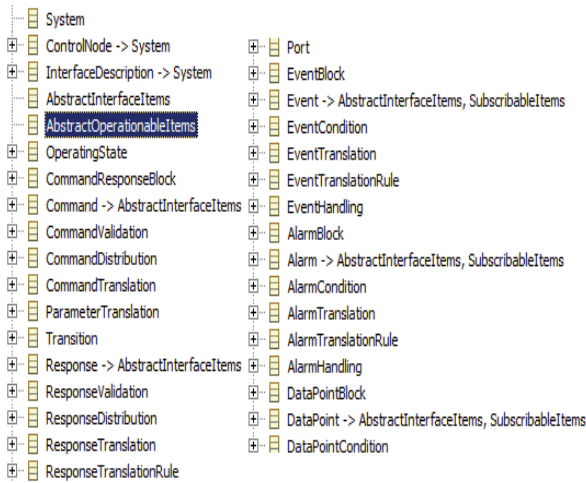 System
ControlNode -> System
InterfaceDescription -> System
AbstractInterfaceItems
AbstractOperationableItems
OperatingState
CommandResponseBlock
Command -> AbstractInterfaceItems
CommandValidation
CommandDistribution
CommandTranslation
ParameterTranslation
Transition
Response -> AbstractInterfaceItems
ResponseValidation
ResponseDistribution
ResponseTranslation
ResponseTranslationRule
Port
EventBlock
Event -> AbstractInterfaceItems, SubscribableItems
EventCondition
EventTranslation
EventTranslationRule
EventHandling
AlarmBlock
Alarm -> AbstractInterfaceItems, SubscribableItems
AlarmCondition
AlarmTranslation
AlarmTranslationRule
AlarmHandling
DataPointBlock
DataPoint -> AbstractInterfaceItems, SubscribableItems
DataPointCondition